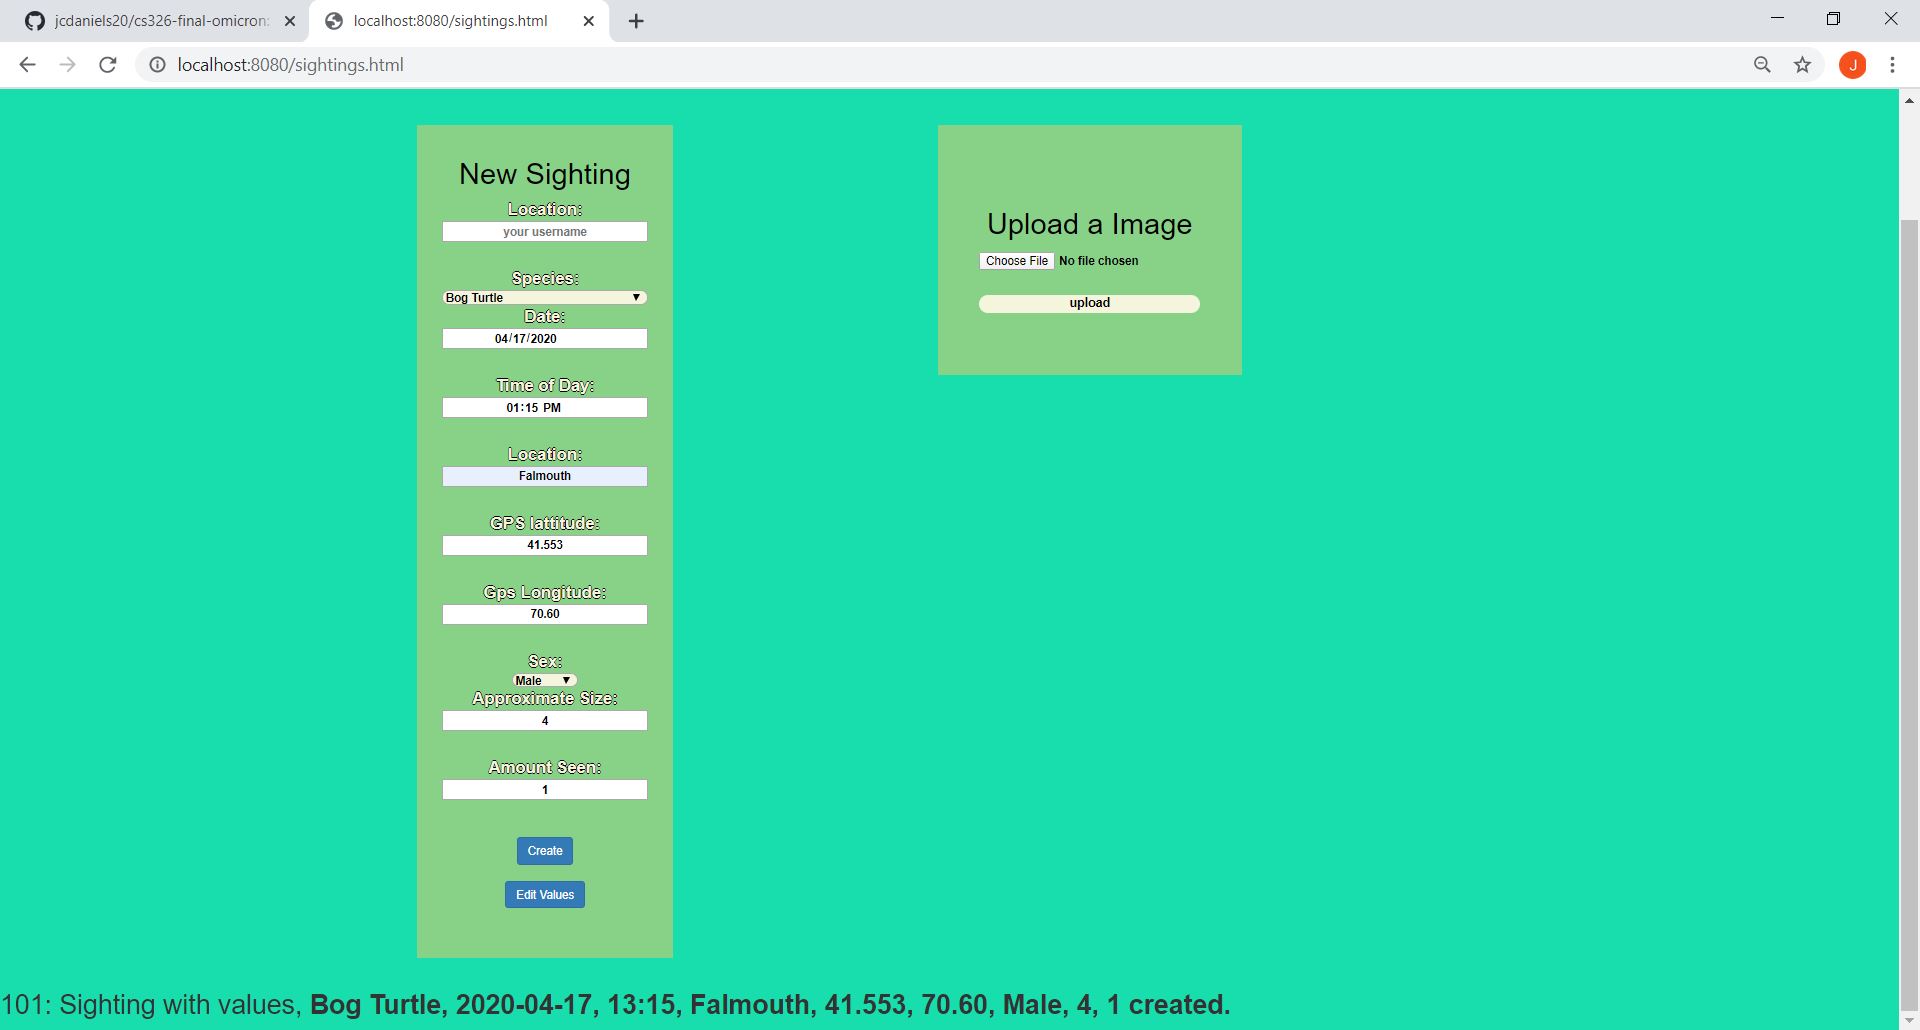 jcdaniels20/cs326-final-omicron:
localhost:8080/sightings.html
localhost:8080/sightings.html
J
New Sighting
Location:
your username
Species:
Bog Turtle
Date:
04/17/2020
Time of Day:
01:15 PM
Location:
Falmouth
GPS lattitude:
41.553
Gps Longitude:
70.60
Sex:
Male
Approximate Size:
4
Amount Seen:
1
Create
Edit Values
Upload a Image
Choose File No file chosen
upload
101: Sighting with values, Bog Turtle, 2020-04-17, 13:15, Falmouth, 41.553, 70.60, Male, 4, 1 created.